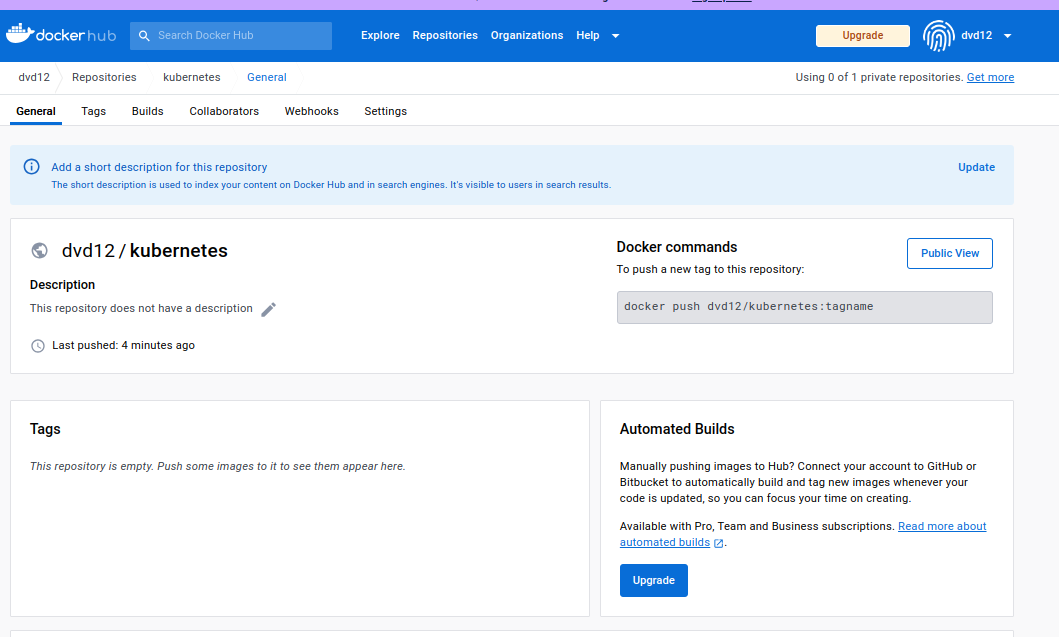 docker hub
Search Docker Hub
Explore Repositories Organizations Help
Upgrade
dvd12
dvd12 Repositories kubernetes General
Using 0 of 1 private repositories. Get more
General Tags Builds Collaborators Webhooks Settings
Add a short description for this repository
Update
The short description is used to index your content on Docker Hub and in search engines. It's visible to users in search results.
dvd12 / kubernetes
Description
This repository does not have a description
Last pushed: 4 minutes ago
Docker commands
Public View
To push a new tag to this repository:
docker push dvd12/kubernetes:tagname
Tags
This repository is empty. Push some images to it to see them appear here.
Automated Builds
Manually pushing images to Hub? Connect your account to GitHub or
Bitbucket to automatically build and tag new images whenever your
code is updated, so you can focus your time on creating.
Available with Pro, Team and Business subscriptions. Read more about
automated builds.
Upgrade